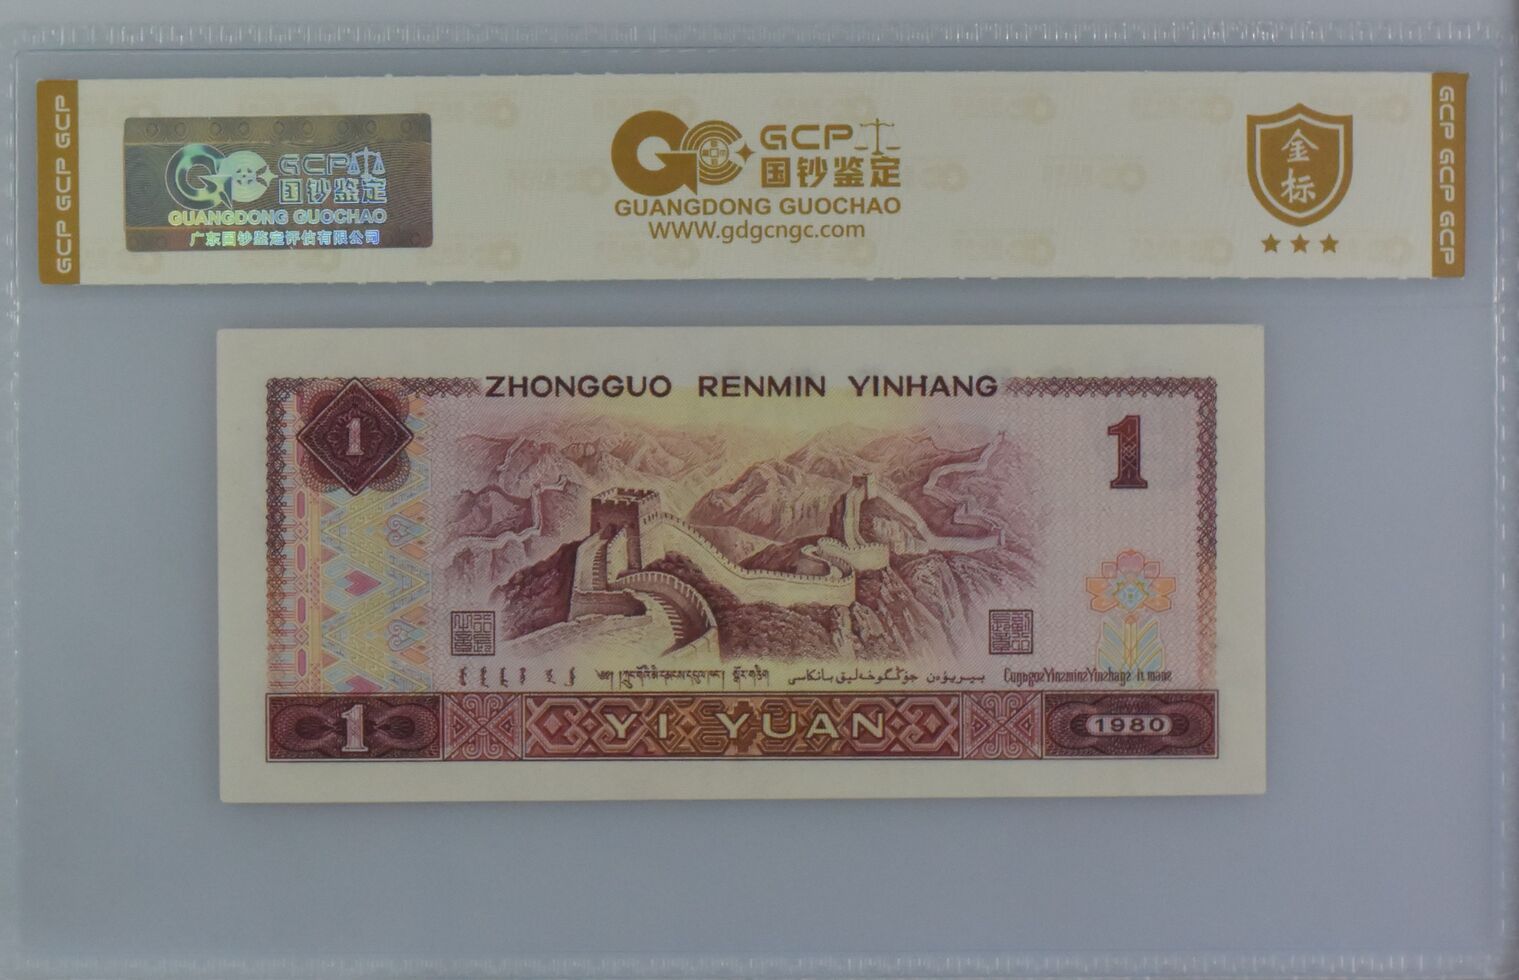 GCP GCP GCP
GCP
国钞鉴定
GUANGDONG GUOCHAO
广东国钞鉴定评估有限公司
GCP
国钞鉴定
GUANGDONG GUOCHAO
WWW.gdgcngc.com
金
标
GCP GCP GCP
ZHONGGUO RENMIN YINHANG
1
1
1
YI YUAN
1980